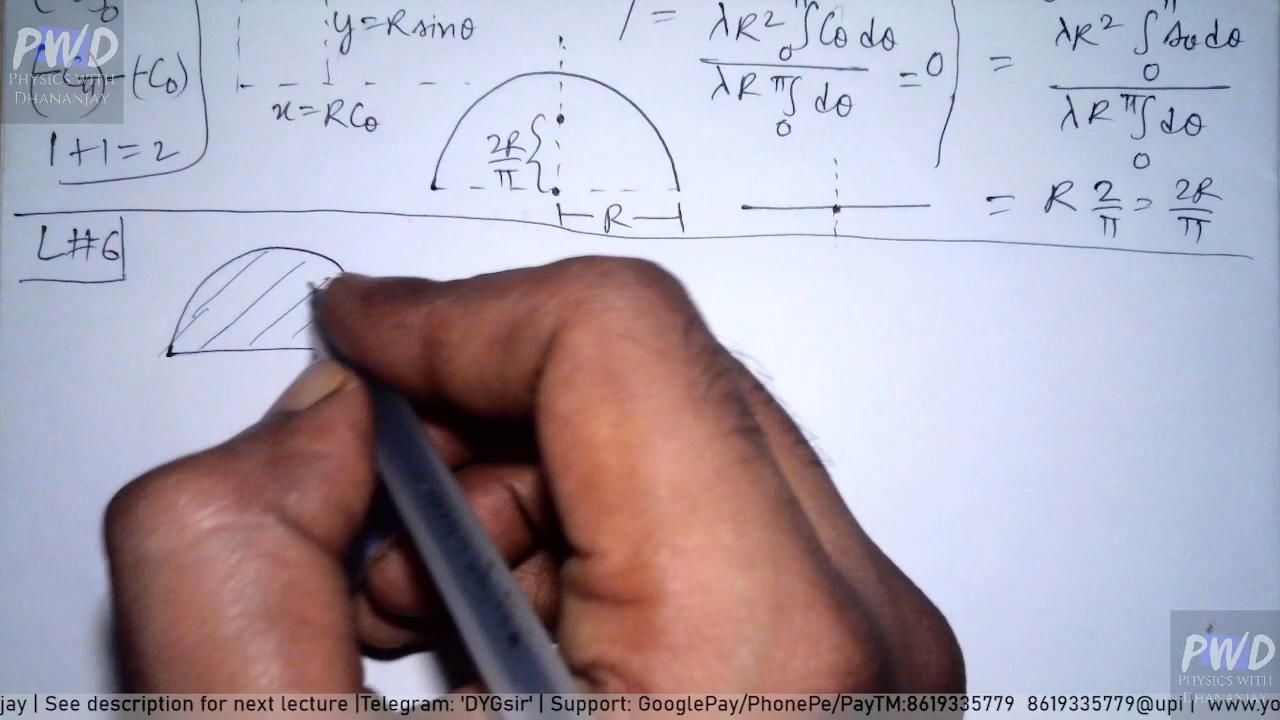 PWD
PHYSICS WITH
DHANANJAY
1+1=2
y=Rsinθ
x=RCθ
2R/π
R
= λR² ∫₀^π Cθ dθ / λR ∫₀^π dθ = 0
= λR² ∫₀^π sθ dθ / λR ∫₀^π dθ
= R 2/π = 2R/π
L#6
PWD
PHYSICS WITH
DHANANJAY
jay | See description for next lecture |Telegram: 'DYGsir' | Support: GooglePay/PhonePe/PayTM:8619335779 8619335779@upi | www.yo